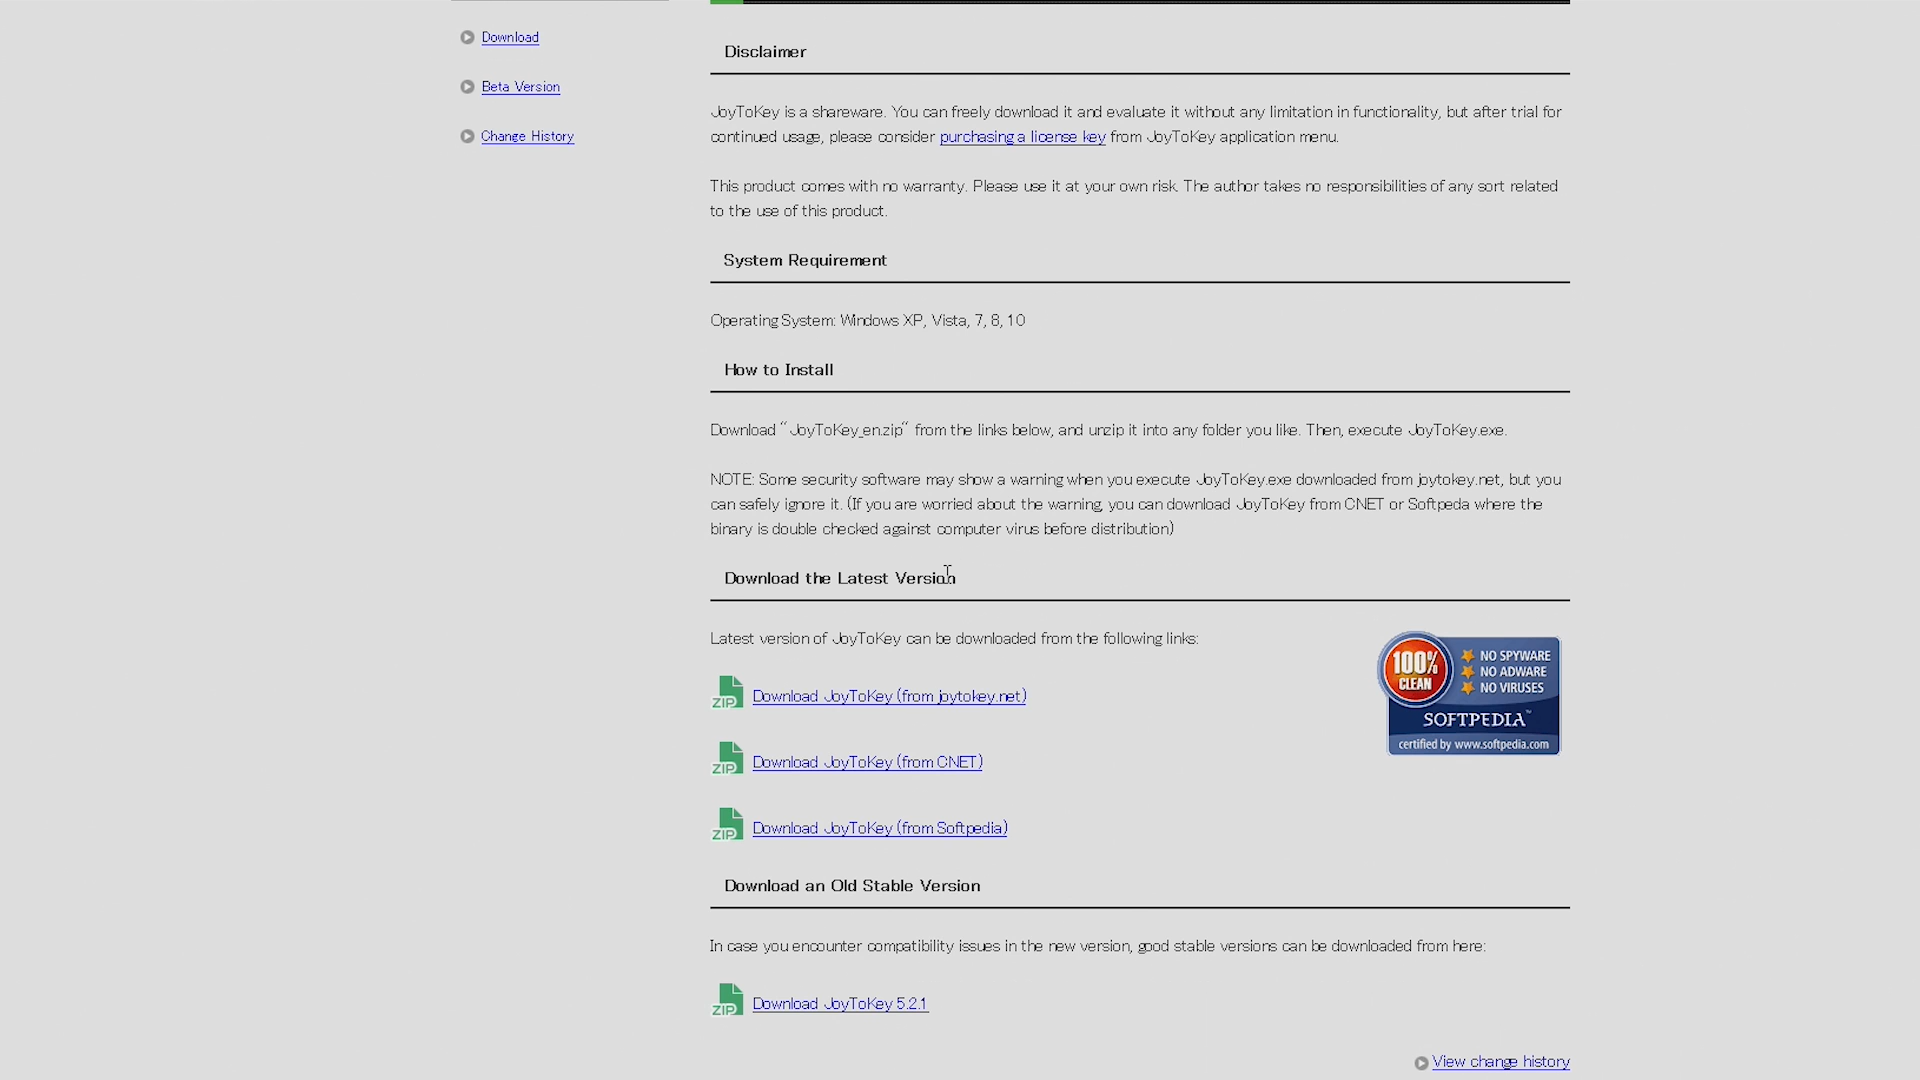 Download
Beta Version
Change History
Disclaimer
JoyToKey is a shareware. You can freely download it and evaluate it without any limitation in functionality, but after trial for
continued usage, please consider purchasing a license key from JoyToKey application menu.
This product comes with no warranty. Please use it at your own risk. The author takes no responsibilities of any sort related
to the use of this product.
System Requirement
Operating System: Windows XP, Vista, 7, 8, 10
How to Install
Download “JoyToKey_en.zip“ from the links below, and unzip it into any folder you like. Then, execute JoyToKey.exe.
NOTE: Some security software may show a warning when you execute JoyToKey.exe downloaded from joytokey.net, but you
can safely ignore it. (If you are worried about the warning, you can download JoyToKey from CNET or Softpeda where the
binary is double checked against computer virus before distribution)
Download the Latest Version
Latest version of JoyToKey can be downloaded from the following links:
ZIP Download JoyToKey (from joytokey.net)
ZIP Download JoyToKey (from CNET)
ZIP Download JoyToKey (from Softpedia)
100%
CLEAN
NO SPYWARE
NO ADWARE
NO VIRUSES
SOFTPEDIA™
certified by www.softpedia.com
Download an Old Stable Version
In case you encounter compatibility issues in the new version, good stable versions can be downloaded from here:
ZIP Download JoyToKey 5.2.1
View change history